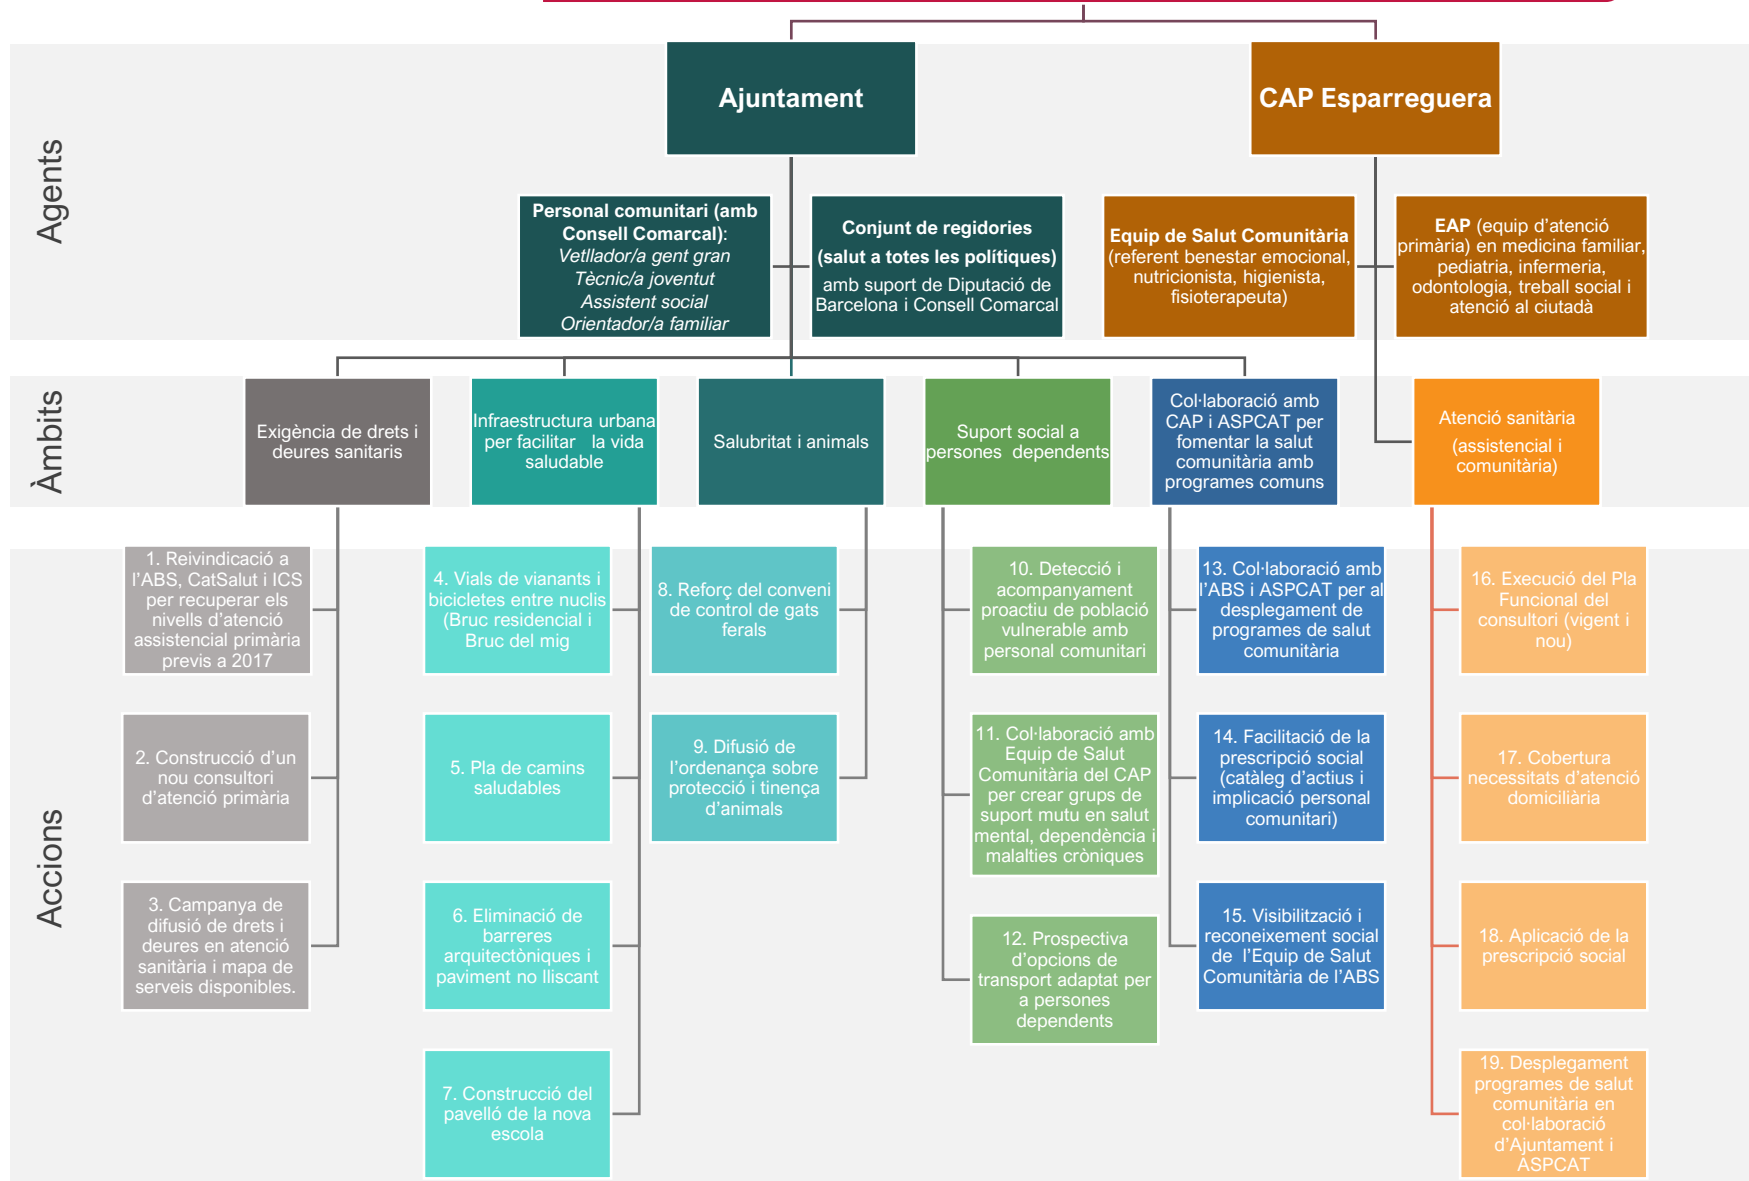 Agents
Ajuntament
CAP Esparreguera
Personal comunitari (amb
Consell Comarcal):
Vetllador/a gent gran
Tècnic/a joventut
Assistent social
Orientador/a familiar
Conjunt de regidories
(salut a totes les polítiques)
amb suport de Diputació de
Barcelona i Consell Comarcal
Equip de Salut Comunitària
(referent benestar emocional,
nutricionista, higienista,
fisioterapeuta)
EAP (equip d’atenció
primària) en medicina familiar,
pediatria, infermeria,
odontologia, treball social i
atenció al ciutadà
Àmbits
Exigència de drets i
deures sanitaris
Infraestructura urbana
per facilitar la vida
saludable
Salubritat i animals
Suport social a
persones dependents
Col·laboració amb
CAP i ASPCAT per
fomentar la salut
comunitària amb
programes comuns
Atenció sanitària
(assistencial i
comunitària)
Accions
1. Reivindicació a
l’ABS, CatSalut i ICS
per recuperar els
nivells d’atenció
assistencial primària
previs a 2017
2. Construcció d’un
nou consultori
d’atenció primària
3. Campanya de
difusió de drets i
deures en atenció
sanitària i mapa de
serveis disponibles.
4. Vials de vianants i
bicicletes entre nuclis
(Bruc residencial i
Bruc del mig
5. Pla de camins
saludables
6. Eliminació de
barreres
arquitectòniques i
paviment no lliscant
7. Construcció del
pavelló de la nova
escola
8. Reforç del conveni
de control de gats
ferals
9. Difusió de
l’ordenança sobre
protecció i tinença
d’animals
10. Detecció i
acompanyament
proactiu de població
vulnerable amb
personal comunitari
11. Col·laboració amb
Equip de Salut
Comunitària del CAP
per crear grups de
suport mutu en salut
mental, dependència i
malalties cròniques
12. Prospectiva
d’opcions de
transport adaptat per
a persones
dependents
13. Col·laboració amb
l’ABS i ASPCAT per al
desplegament de
programes de salut
comunitària
14. Facilitació de la
prescripció social
(catàleg d’actius i
implicació personal
comunitari)
15. Visibilització i
reconeixement social
de l’Equip de Salut
Comunitària de l’ABS
16. Execució del Pla
Funcional del
consultori (vigent i
nou)
17. Cobertura
necessitats d’atenció
domiciliària
18. Aplicació de la
prescripció social
19. Desplegament
programes de salut
comunitària en
col·laboració
d’Ajuntament i
ASPCAT